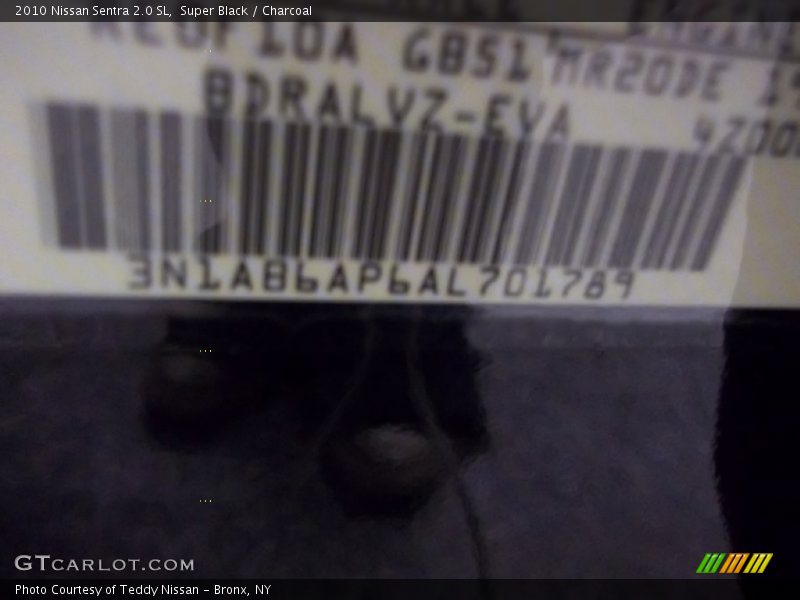 2010 Nissan Sentra 2.0 SL,  Super Black / Charcoal
RE0F10A GB51 MR20DE
BDRALVZ-EVA
3N1AB6AP6AL701789
GTCARLOT.COM
Photo Courtesy of Teddy Nissan - Bronx, NY